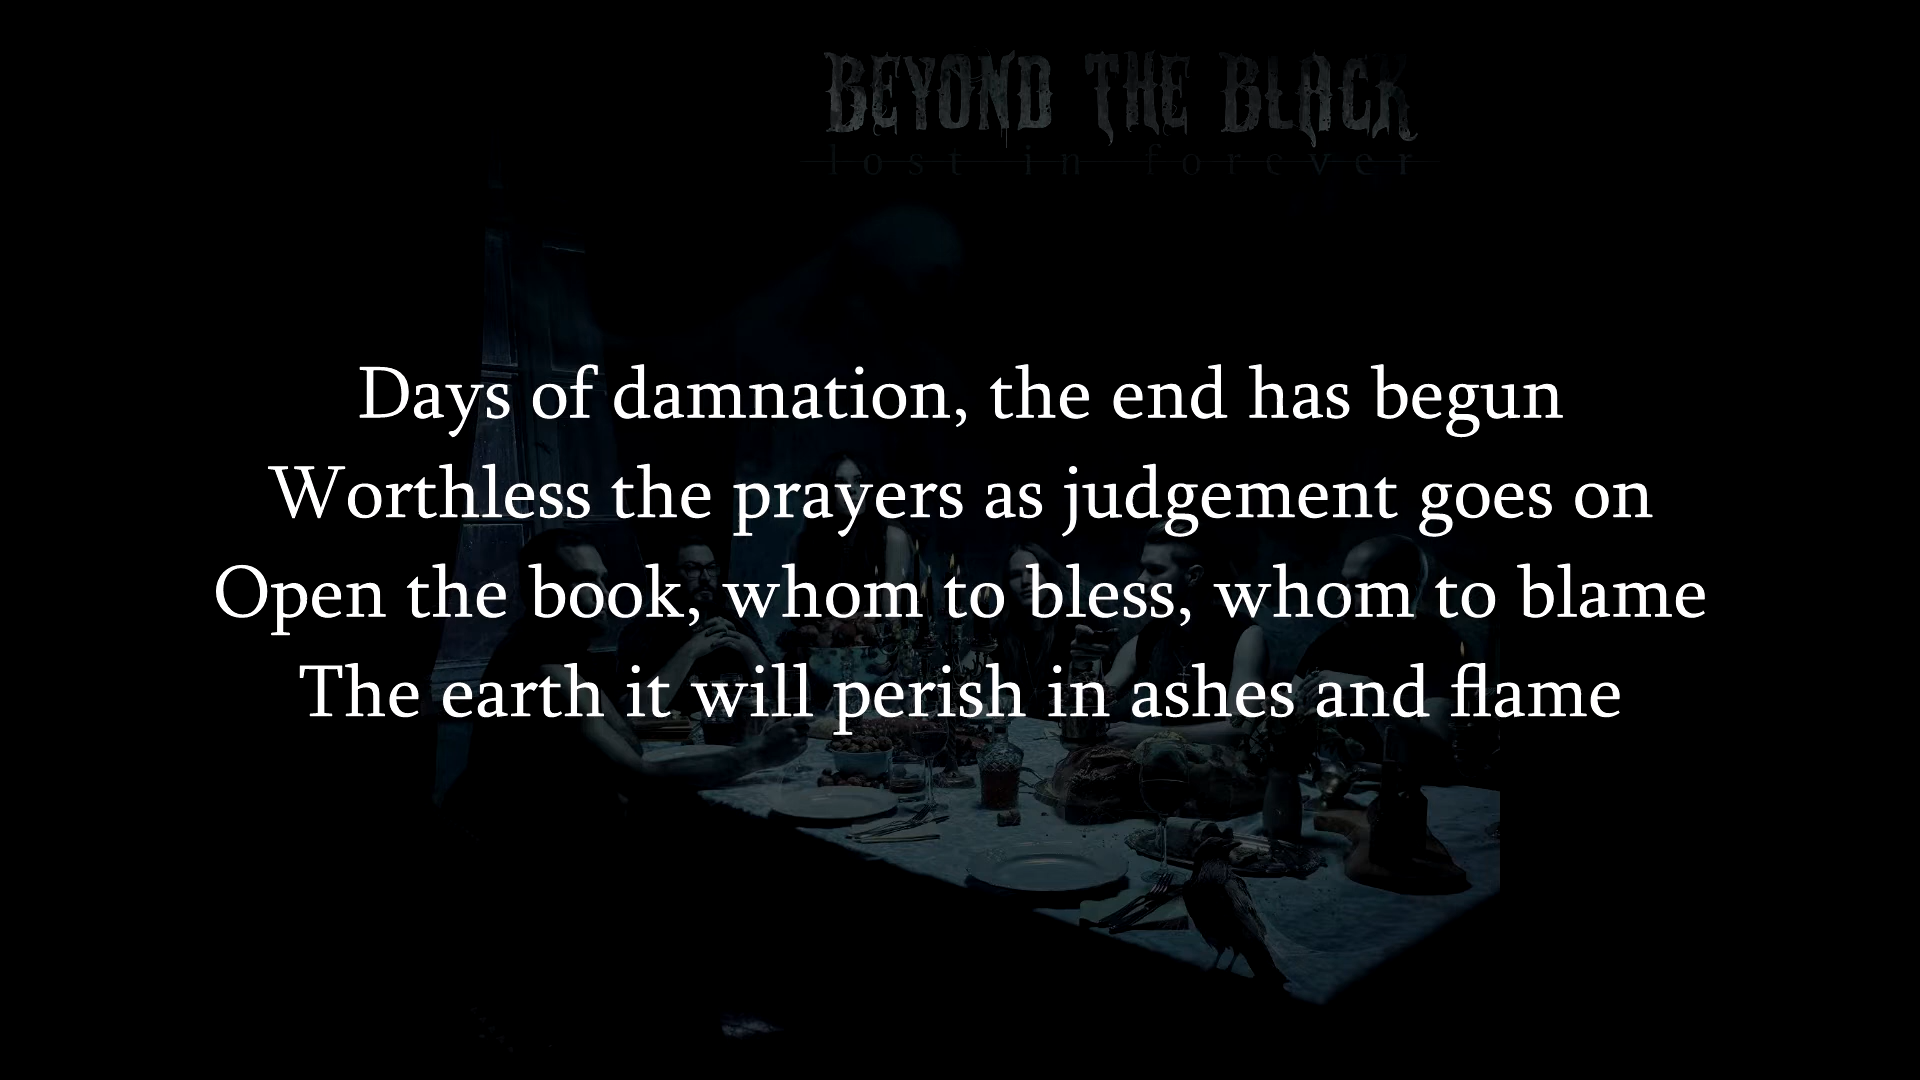 BEYOND THE BLACK
lost in forever
Days of damnation, the end has begun
Worthless the prayers as judgement goes on
Open the book, whom to bless, whom to blame
The earth it will perish in ashes and flame